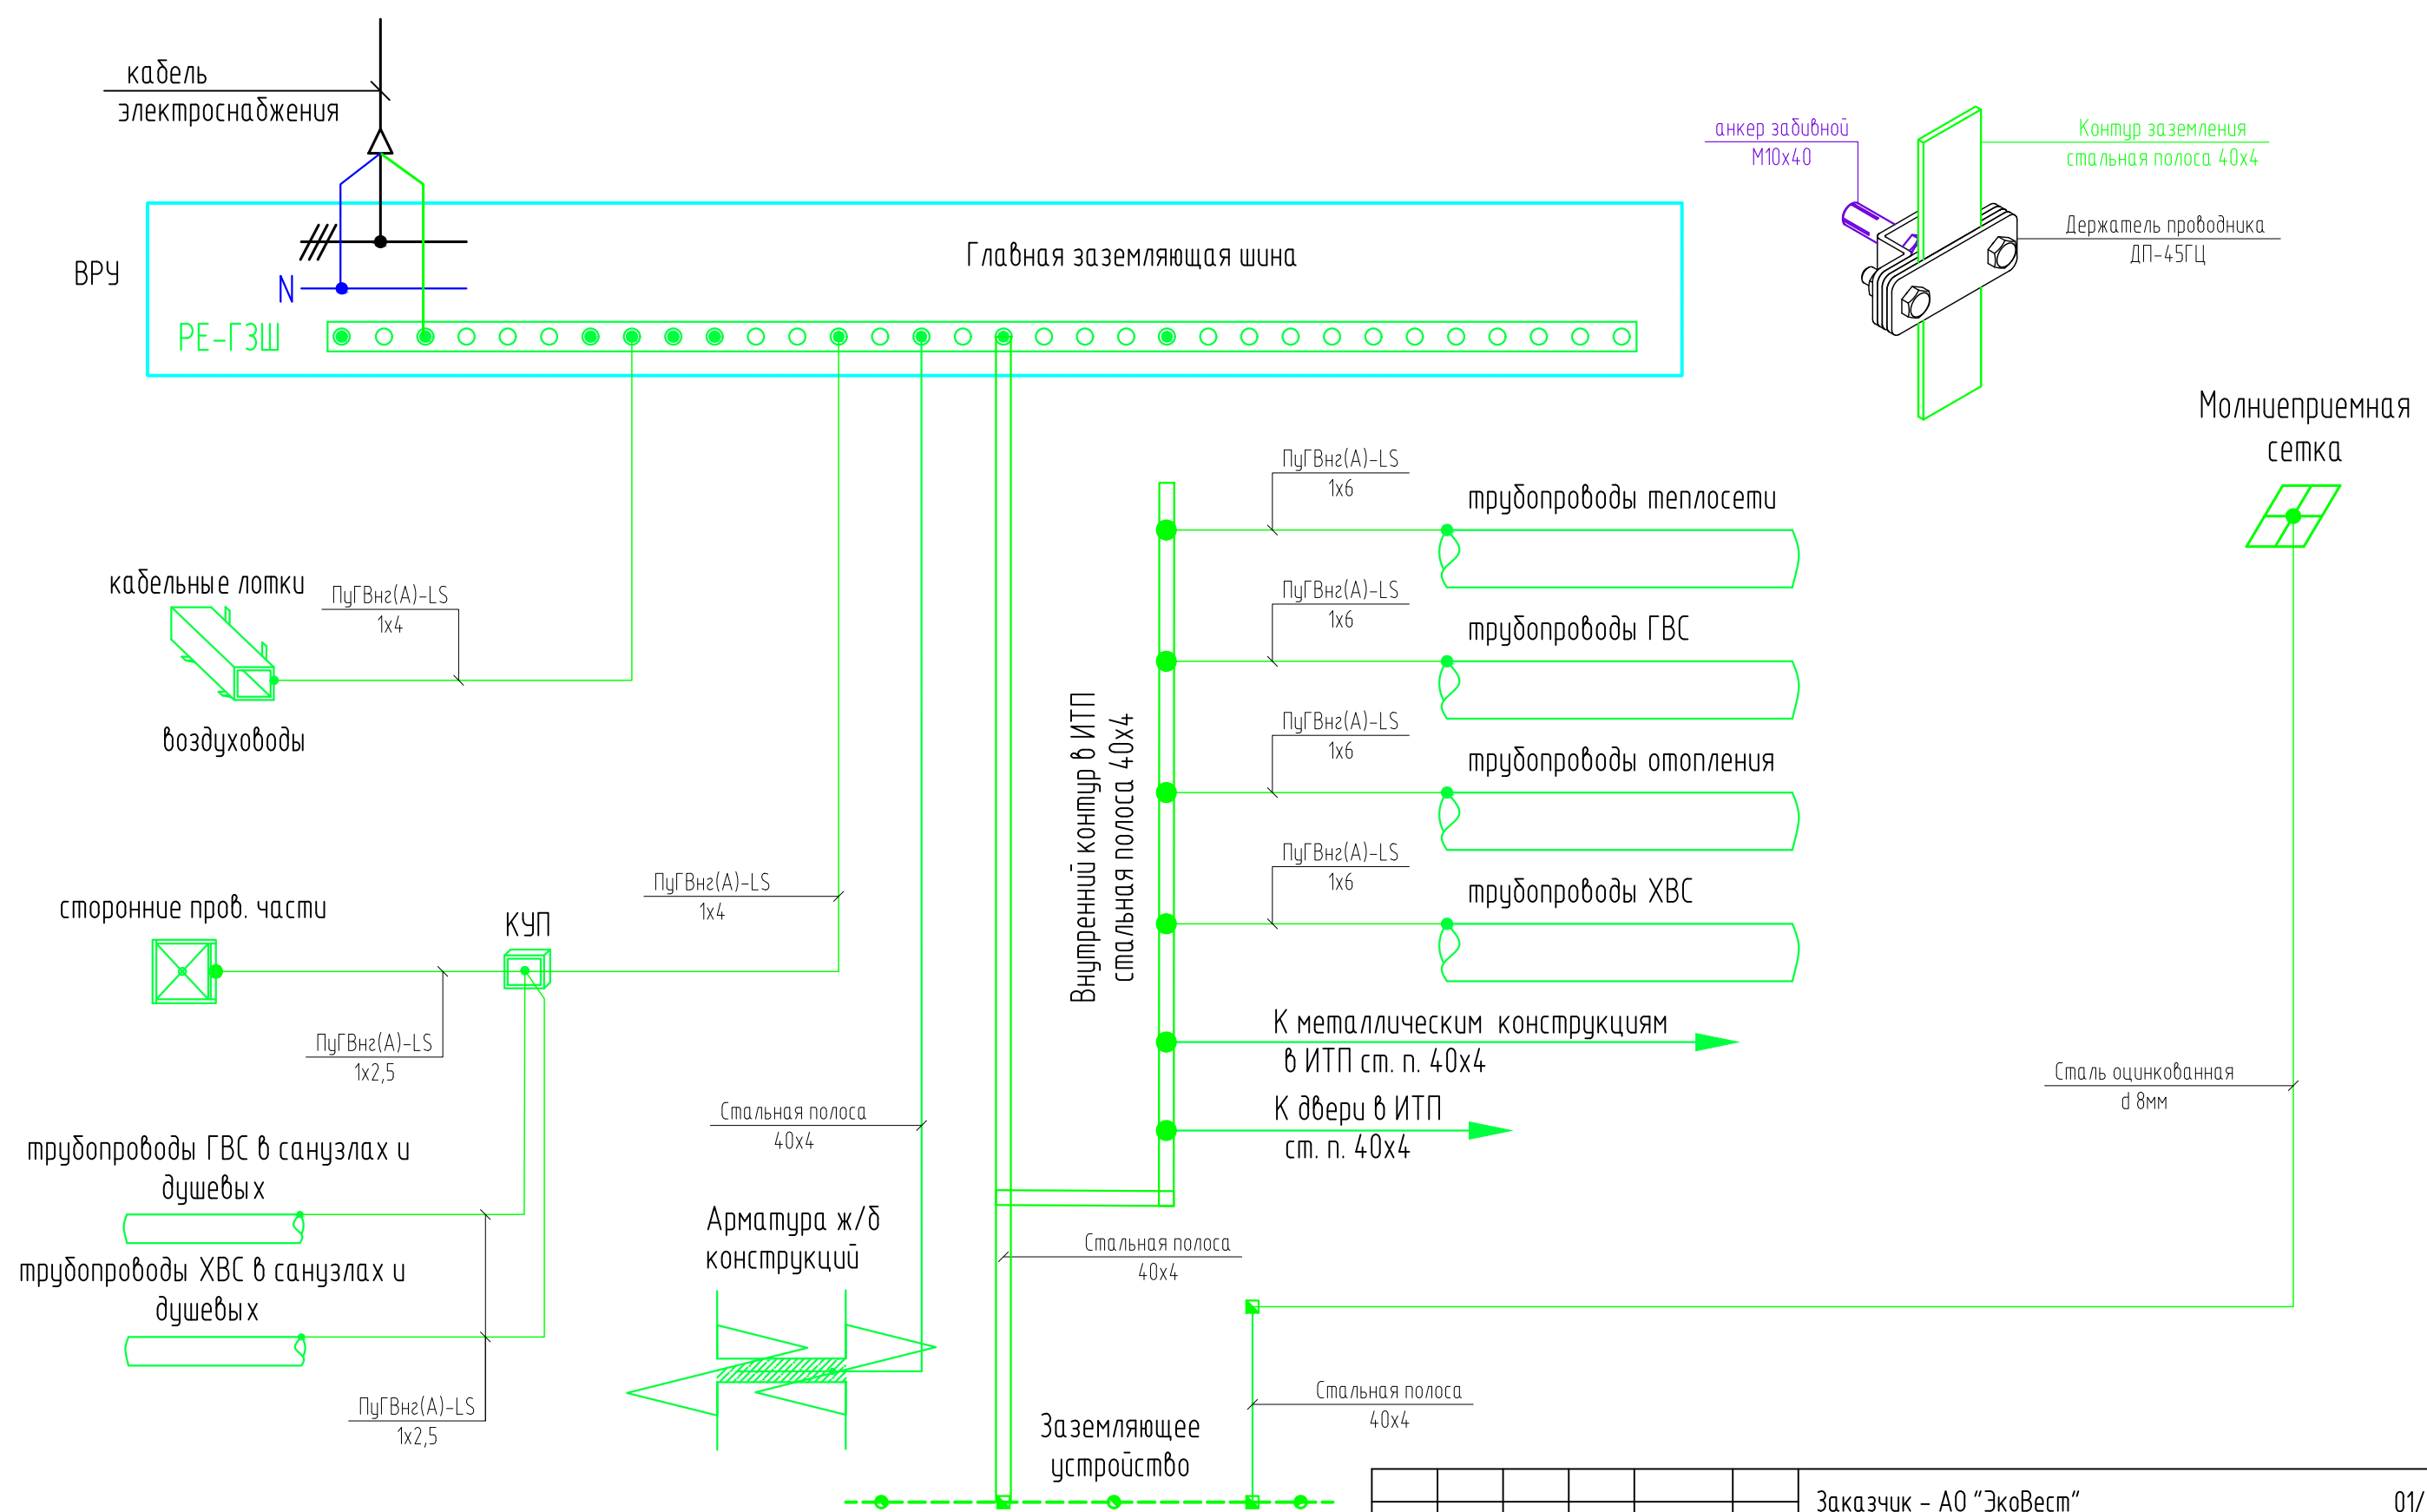 кабель
электроснабжения
ВРУ
N
PE-ГЗШ
Главная заземляющая шина
анкер забивной
М10х40
Контур заземления
стальная полоса 40х4
Держатель проводника
ДП-45ГЦ
Молниеприемная
сетка
ПуГВнг(А)-LS
1х6
трубопроводы теплосети
ПуГВнг(А)-LS
1х6
трубопроводы ГВС
ПуГВнг(А)-LS
1х6
трубопроводы отопления
ПуГВнг(А)-LS
1х6
трубопроводы ХВС
Внутренний контур в ИТП
стальная полоса 40х4
К металлическим конструкциям
в ИТП ст. п. 40х4
К двери в ИТП
ст. п. 40х4
кабельные лотки
ПуГВнг(А)-LS
1х4
воздуховоды
ПуГВнг(А)-LS
1х4
сторонние пров. части
КУП
ПуГВнг(А)-LS
1х2,5
Стальная полоса
40х4
Сталь оцинкованная
d 8мм
трубопроводы ГВС в санузлах и
душевых
трубопроводы ХВС в санузлах и
душевых
ПуГВнг(А)-LS
1х2,5
Арматура ж/б
конструкций
Стальная полоса
40х4
Стальная полоса
40х4
Заземляющее
устройство
Заказчик - АО "ЭкоВест"
01/